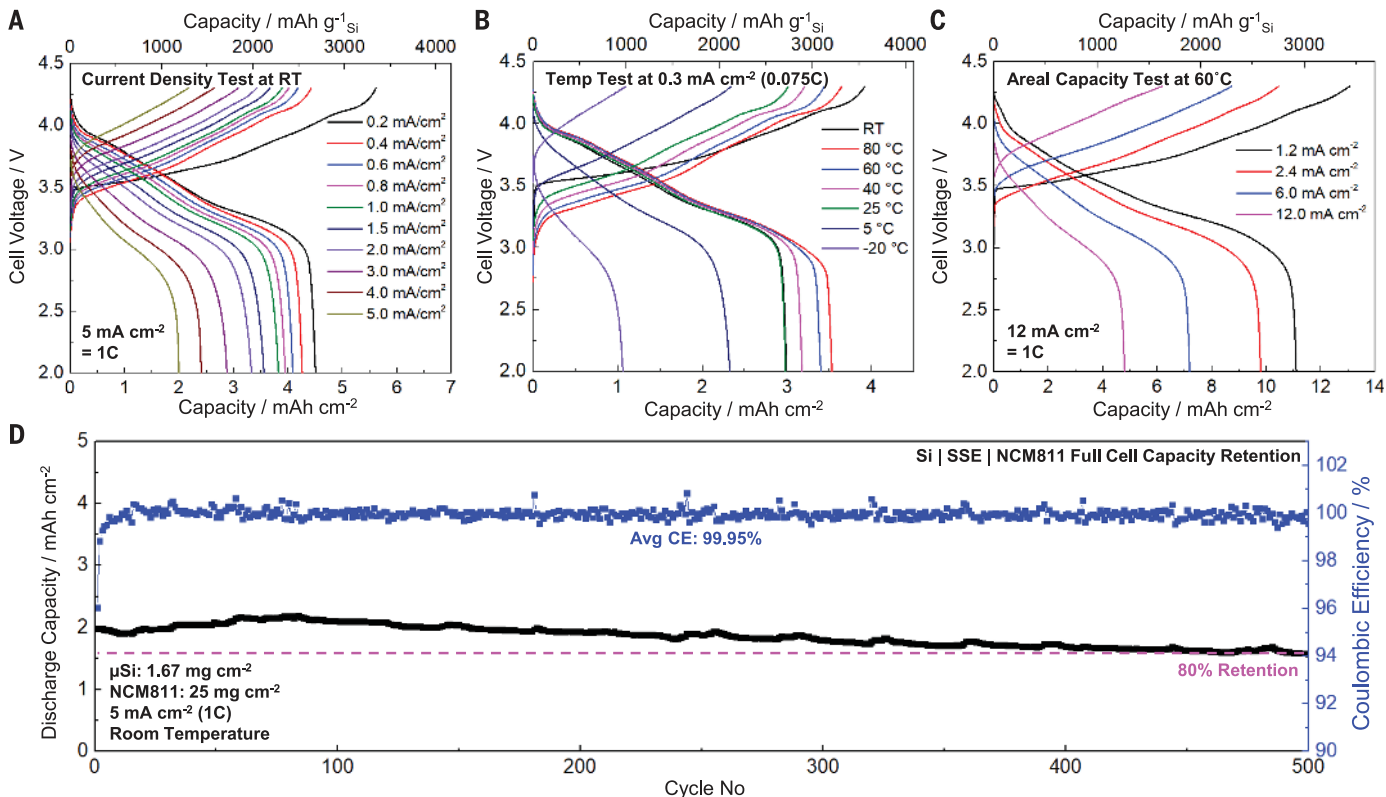 A
Capacity / mAh g⁻¹Si
0 1000 2000 3000 4000
Current Density Test at RT
0.2 mA/cm²
0.4 mA/cm²
0.6 mA/cm²
0.8 mA/cm²
1.0 mA/cm²
1.5 mA/cm²
2.0 mA/cm²
3.0 mA/cm²
4.0 mA/cm²
5.0 mA/cm²
5 mA cm⁻²
= 1C
Cell Voltage / V
4.5
4.0
3.5
3.0
2.5
2.0
0 1 2 3 4 5 6 7
Capacity / mAh cm⁻²
B
Capacity / mAh g⁻¹Si
0 1000 2000 3000 4000
Temp Test at 0.3 mA cm⁻² (0.075C)
RT
80 °C
60 °C
40 °C
25 °C
5 °C
-20 °C
Cell Voltage / V
4.5
4.0
3.5
3.0
2.5
2.0
0 1 2 3 4
Capacity / mAh cm⁻²
C
Capacity / mAh g⁻¹Si
0 1000 2000 3000
Areal Capacity Test at 60°C
1.2 mA cm⁻²
2.4 mA cm⁻²
6.0 mA cm⁻²
12.0 mA cm⁻²
12 mA cm⁻²
= 1C
Cell Voltage / V
4.5
4.0
3.5
3.0
2.5
2.0
0 2 4 6 8 10 12 14
Capacity / mAh cm⁻²
D
Si | SSE | NCM811 Full Cell Capacity Retention
Avg CE: 99.95%
80% Retention
µSi: 1.67 mg cm⁻²
NCM811: 25 mg cm⁻²
5 mA cm⁻² (1C)
Room Temperature
Discharge Capacity / mAh cm⁻²
5
4
3
2
1
0
Coulombic Efficiency / %
102
100
98
96
94
92
90
0 100 200 300 400 500
Cycle No